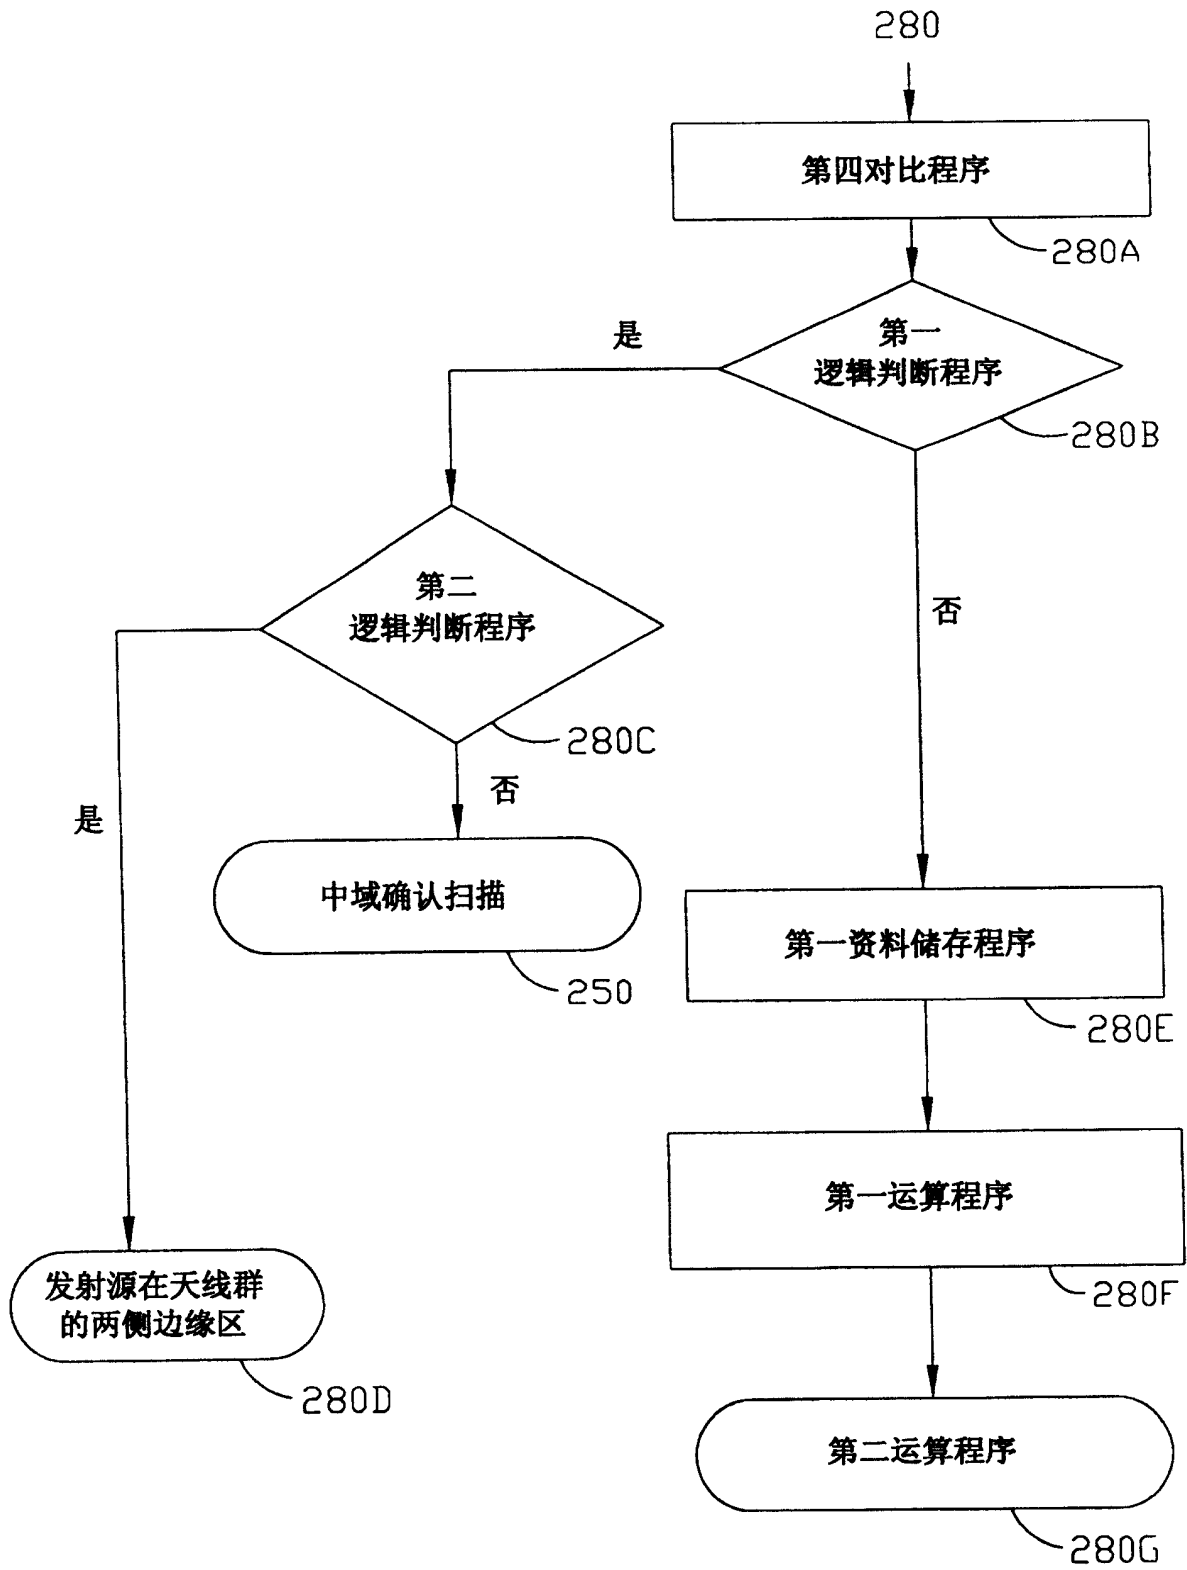 280
第四对比程序
280A
第一
逻辑判断程序
是
280B
第二
逻辑判断程序
否
280C
否
是
中域确认扫描
250
第一资料储存程序
280E
第一运算程序
280F
发射源在天线群
的两侧边缘区
280D
第二运算程序
280G